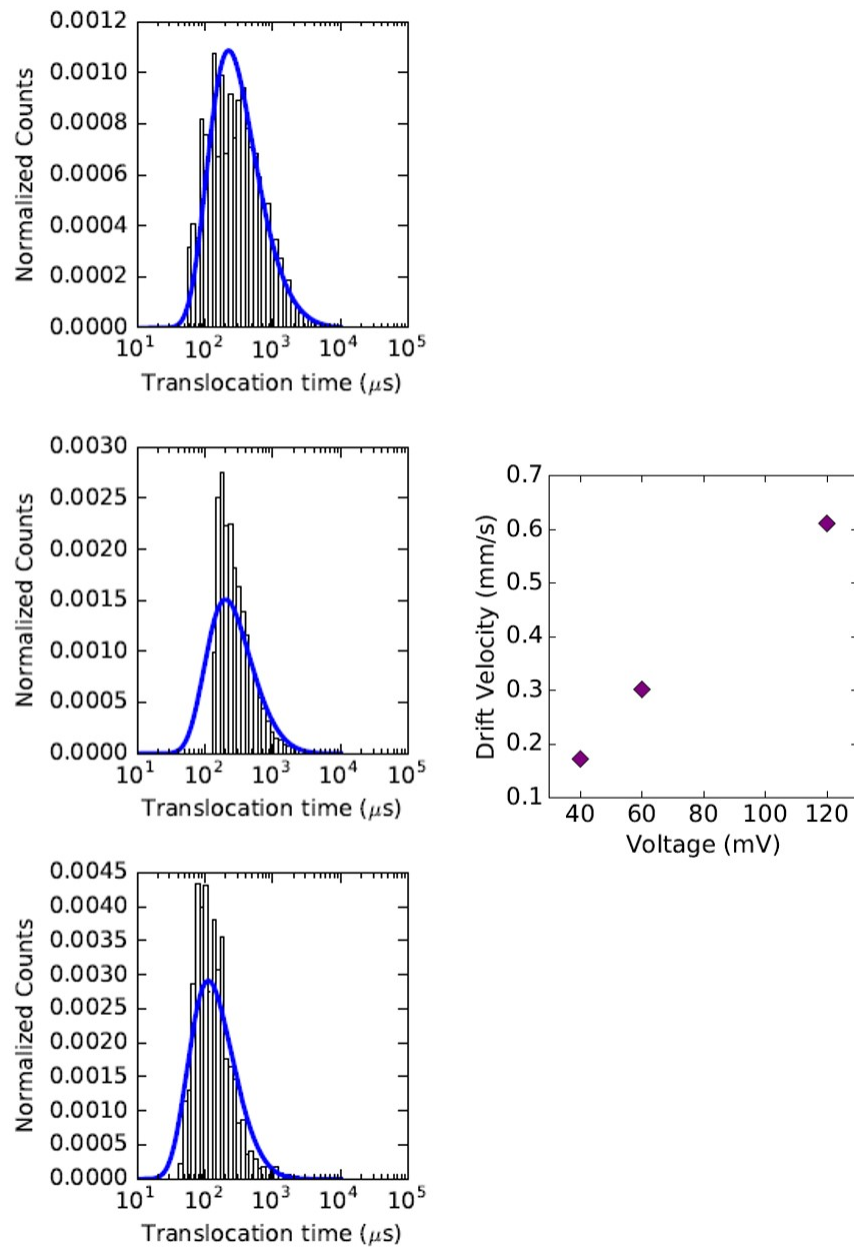 0.0012
0.0010
0.0008
0.0006
0.0004
0.0002
0.0000
Normalized Counts
10¹ 10² 10³ 10⁴ 10⁵
Translocation time (μs)
0.0030
0.0025
0.0020
0.0015
0.0010
0.0005
0.0000
Normalized Counts
10¹ 10² 10³ 10⁴ 10⁵
Translocation time (μs)
0.7
0.6
0.5
0.4
0.3
0.2
0.1
Drift Velocity (mm/s)
40 60 80 100 120
Voltage (mV)
0.0045
0.0040
0.0035
0.0030
0.0025
0.0020
0.0015
0.0010
0.0005
0.0000
Normalized Counts
10¹ 10² 10³ 10⁴ 10⁵
Translocation time (μs)